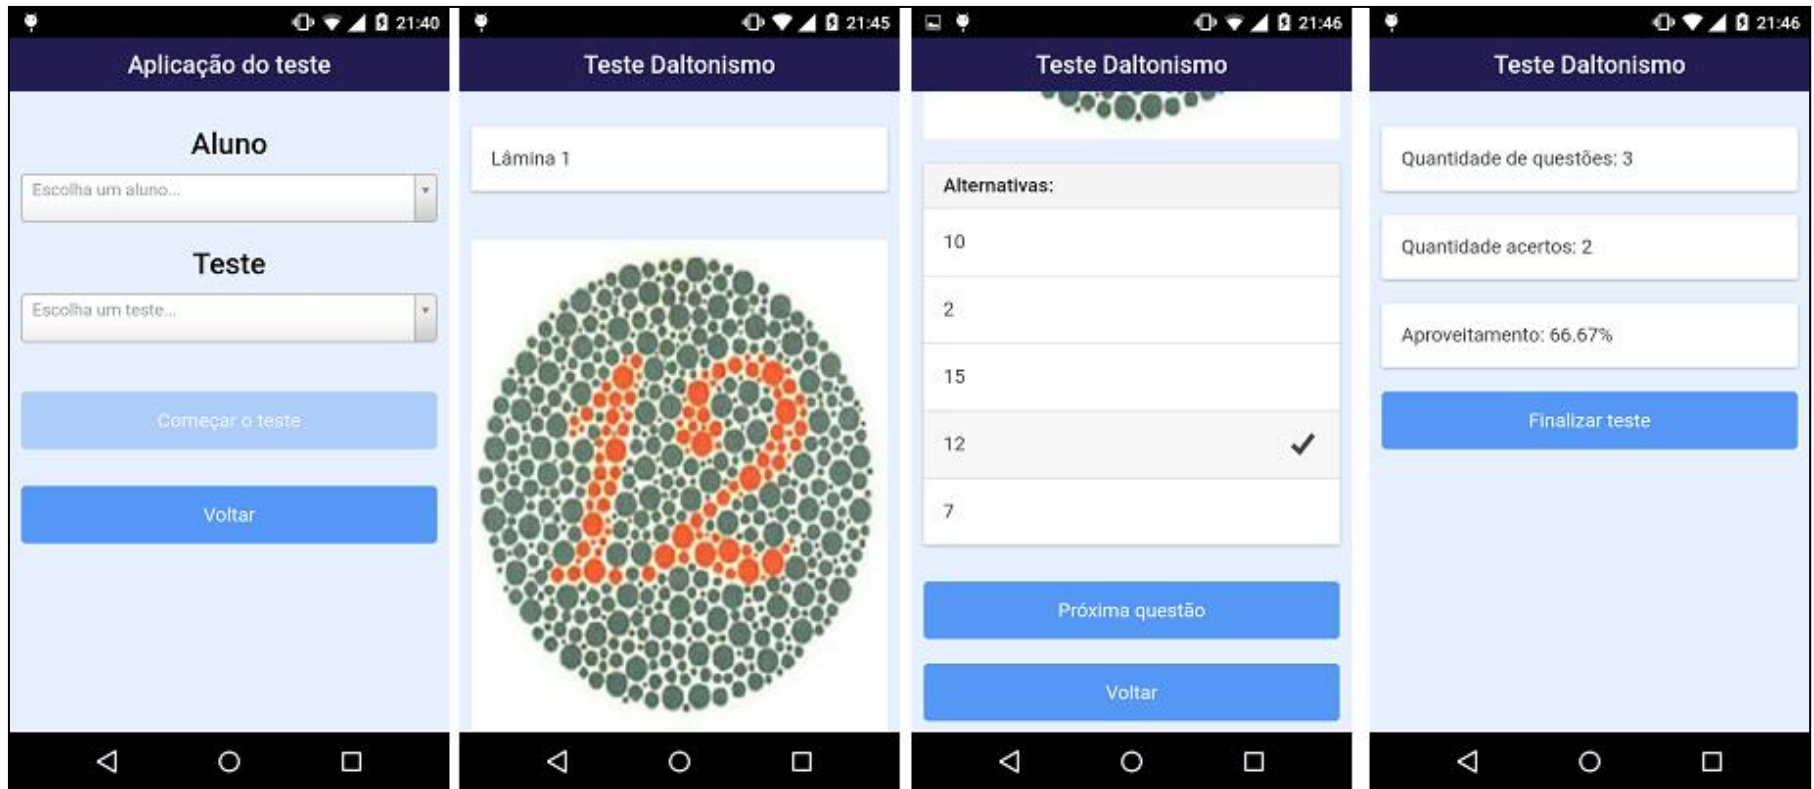 21:40
Aplicação do teste
Aluno
Escolha um aluno...
Teste
Escolha um teste...
Começar o teste
Voltar
21:45
Teste Daltonismo
Lâmina 1
12
21:46
Teste Daltonismo
Alternativas:
10
2
15
12
7
Próxima questão
Voltar
21:46
Teste Daltonismo
Quantidade de questões: 3
Quantidade acertos: 2
Aproveitamento: 66.67%
Finalizar teste